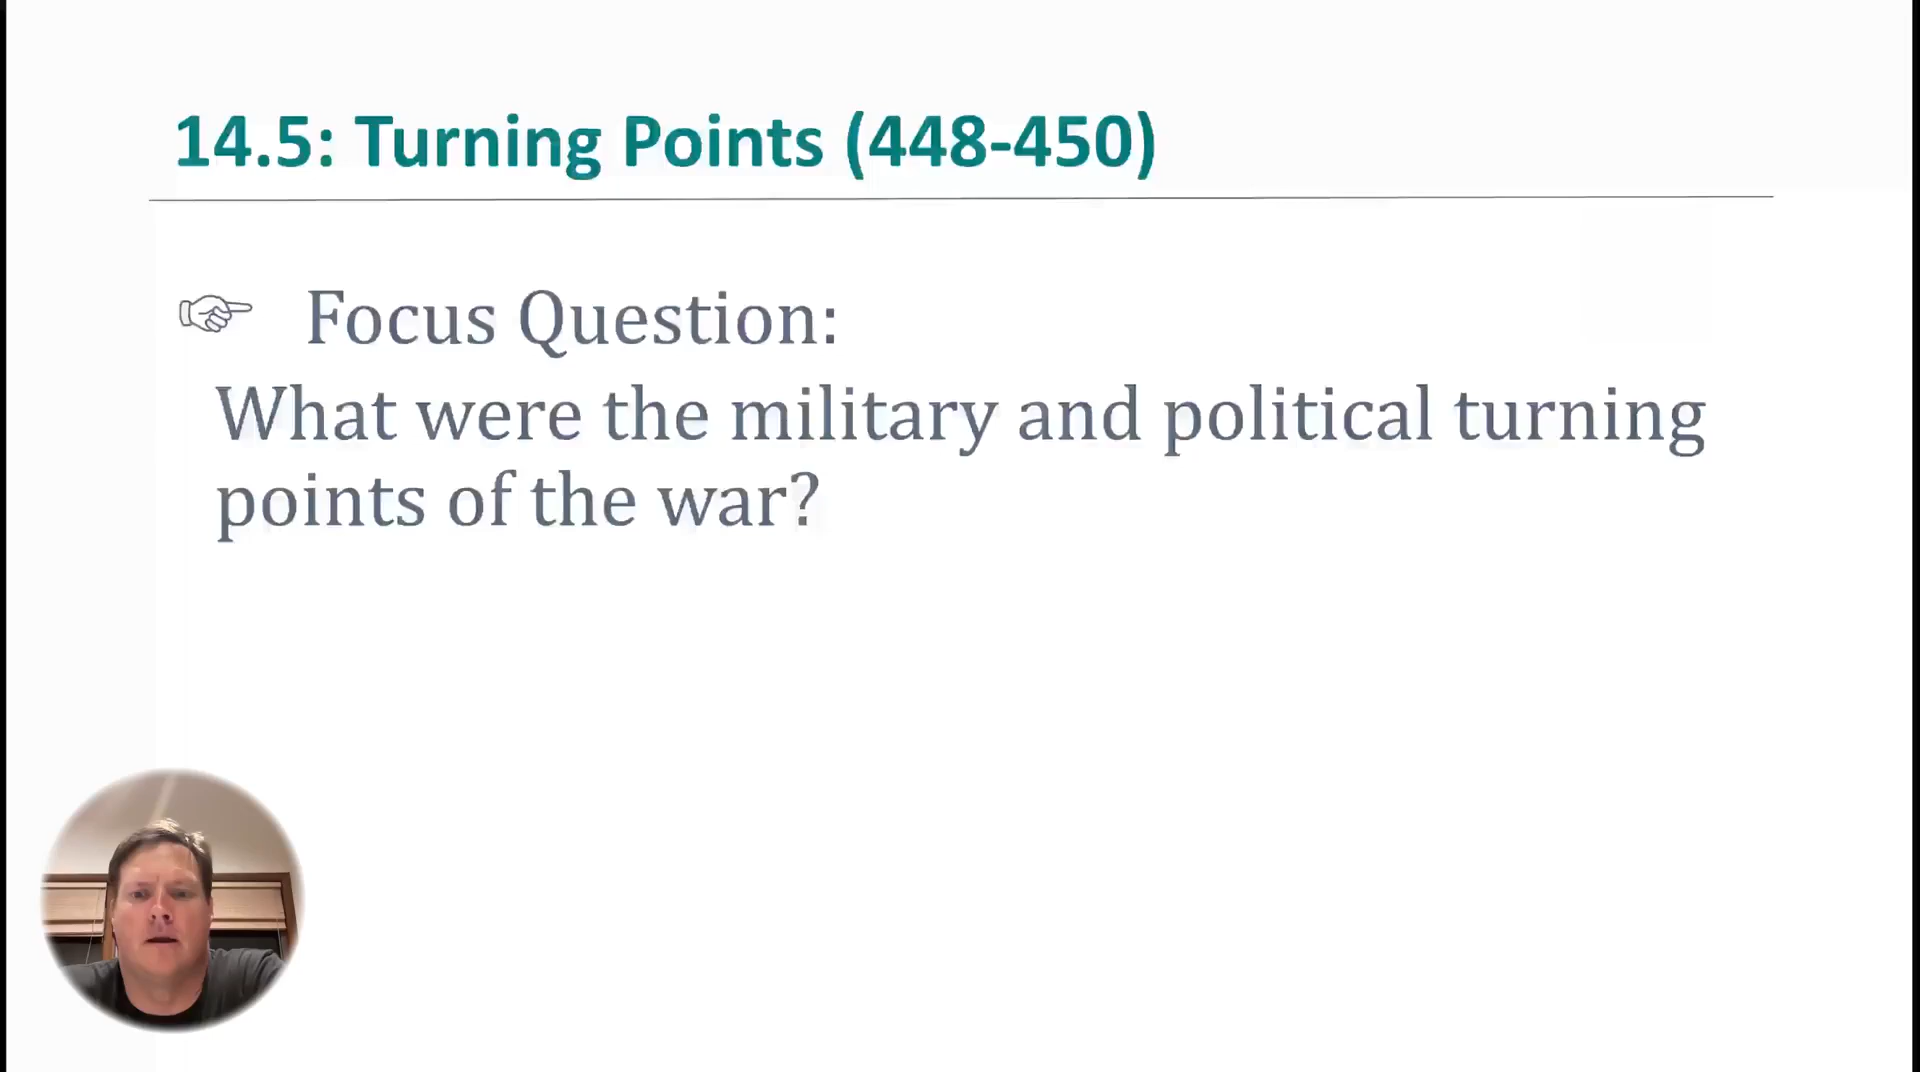 14.5: Turning Points (448-450)
☞ Focus Question:
What were the military and political turning
points of the war?